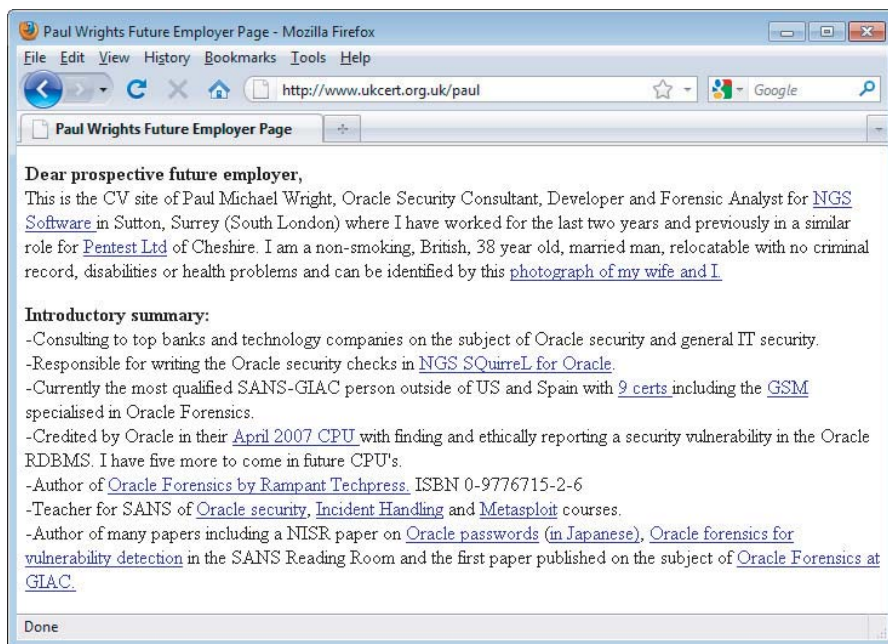 Paul Wrights Future Employer Page - Mozilla Firefox
File Edit View History Bookmarks Tools Help
http://www.ukcert.org.uk/paul
Google
Paul Wrights Future Employer Page
Dear prospective future employer,
This is the CV site of Paul Michael Wright, Oracle Security Consultant, Developer and Forensic Analyst for NGS
Software in Sutton, Surrey (South London) where I have worked for the last two years and previously in a similar
role for Pentest Ltd of Cheshire. I am a non-smoking, British, 38 year old, married man, relocatable with no criminal
record, disabilities or health problems and can be identified by this photograph of my wife and I.
Introductory summary:
-Consulting to top banks and technology companies on the subject of Oracle security and general IT security.
-Responsible for writing the Oracle security checks in NGS SQuirreL for Oracle.
-Currently the most qualified SANS-GIAC person outside of US and Spain with 9 certs including the GSM
specialised in Oracle Forensics.
-Credited by Oracle in their April 2007 CPU with finding and ethically reporting a security vulnerability in the Oracle
RDBMS. I have five more to come in future CPU's.
-Author of Oracle Forensics by Rampant Techpress. ISBN 0-9776715-2-6
-Teacher for SANS of Oracle security, Incident Handling and Metasploit courses.
-Author of many papers including a NISR paper on Oracle passwords (in Japanese), Oracle forensics for
vulnerability detection in the SANS Reading Room and the first paper published on the subject of Oracle Forensics at
GIAC.
Done